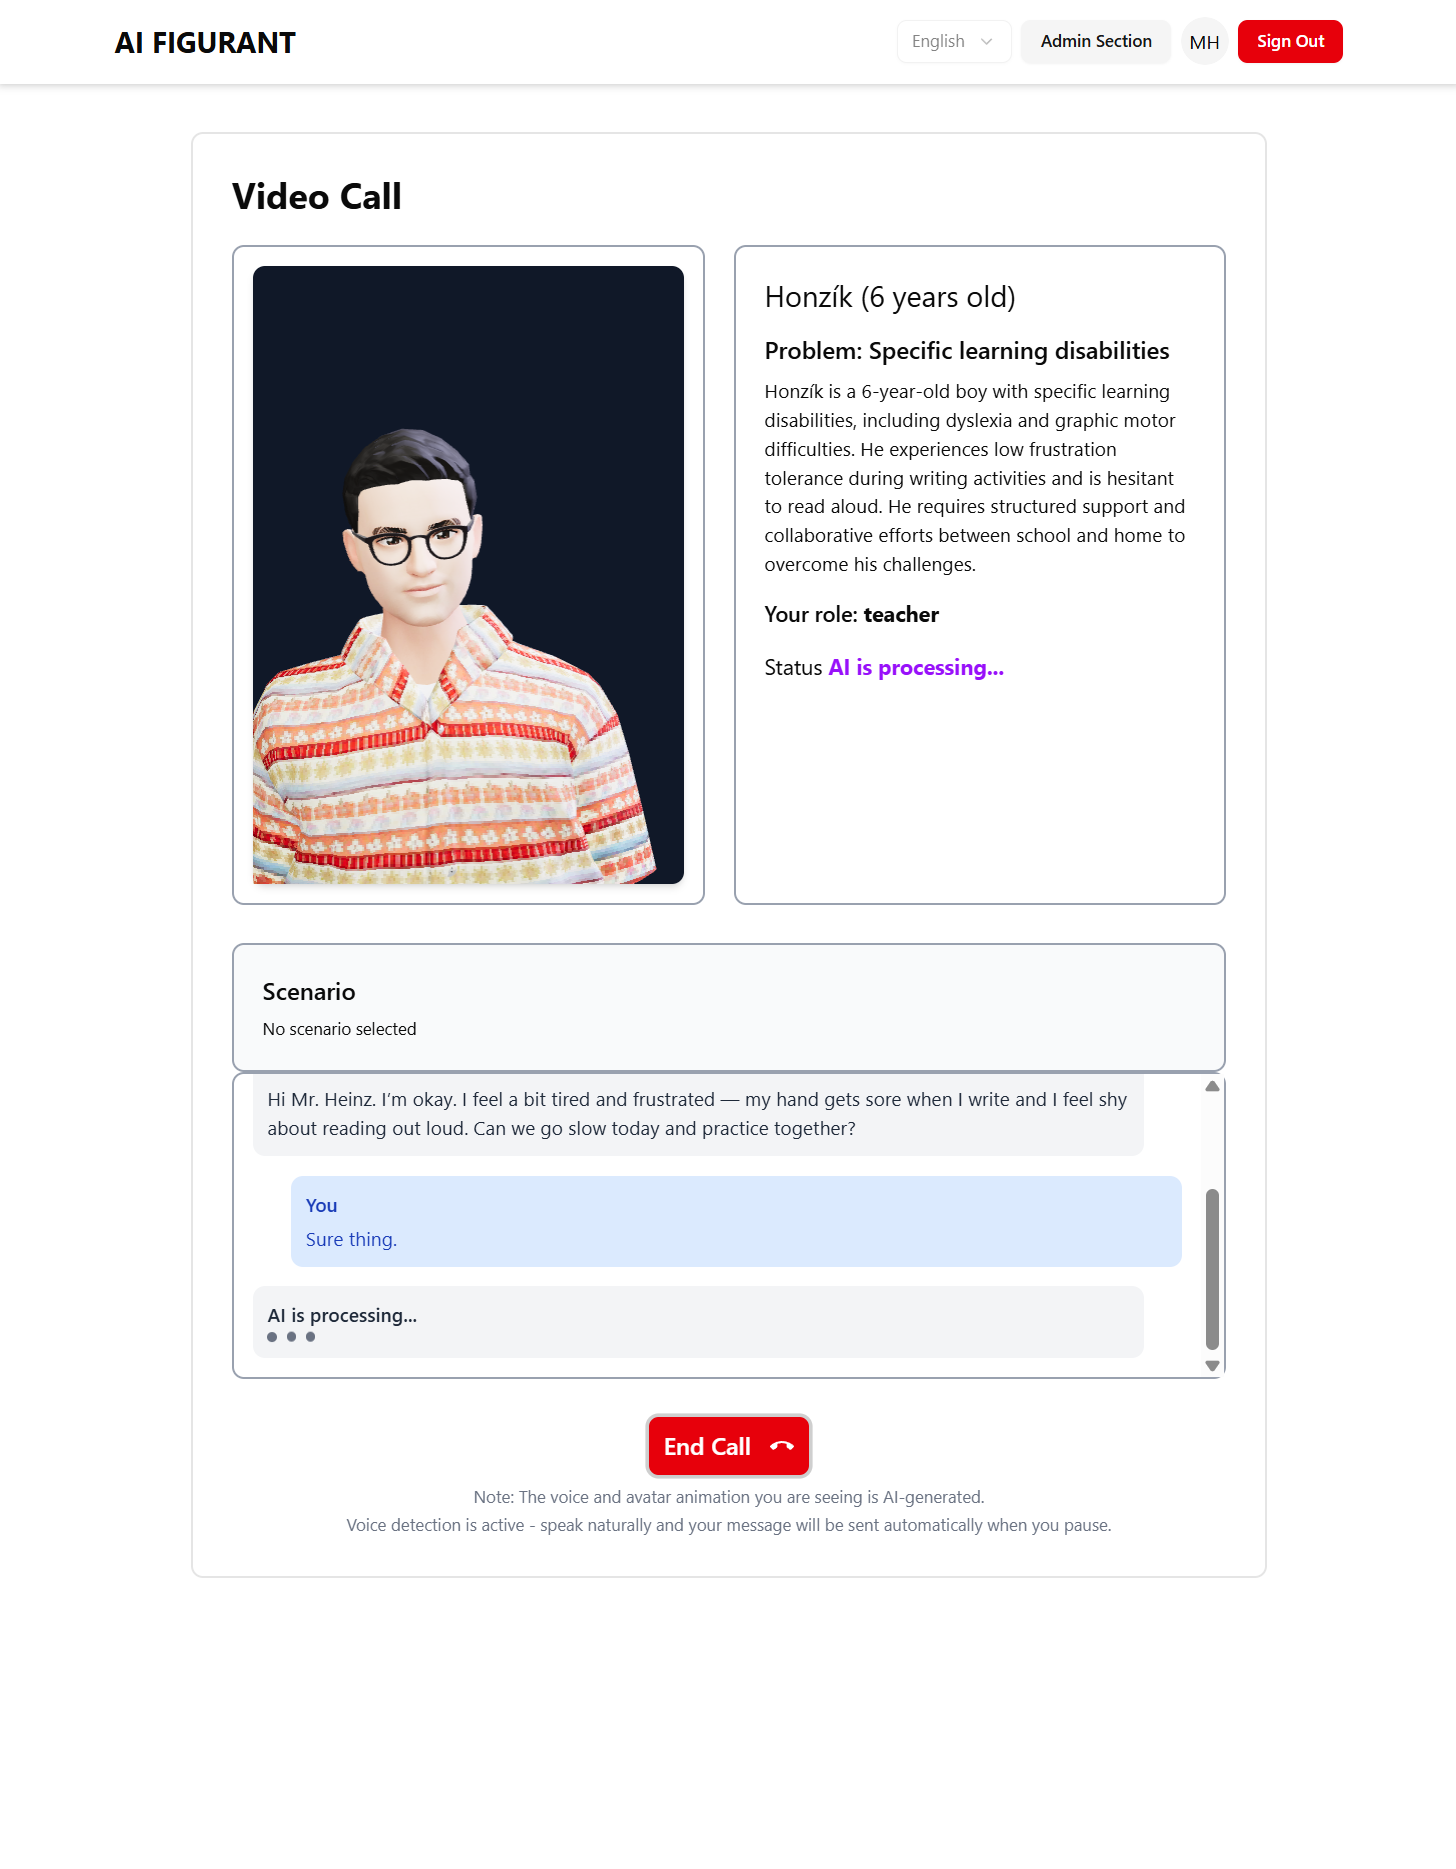 AI FIGURANT
English
Admin Section
MH
Sign Out
Video Call
Honzík (6 years old)
Problem: Specific learning disabilities
Honzík is a 6-year-old boy with specific learning
disabilities, including dyslexia and graphic motor
difficulties. He experiences low frustration
tolerance during writing activities and is hesitant
to read aloud. He requires structured support and
collaborative efforts between school and home to
overcome his challenges.
Your role: teacher
Status AI is processing...
Scenario
No scenario selected
Hi Mr. Heinz. I’m okay. I feel a bit tired and frustrated — my hand gets sore when I write and I feel shy
about reading out loud. Can we go slow today and practice together?
You
Sure thing.
AI is processing...
End Call
Note: The voice and avatar animation you are seeing is AI-generated.
Voice detection is active - speak naturally and your message will be sent automatically when you pause.